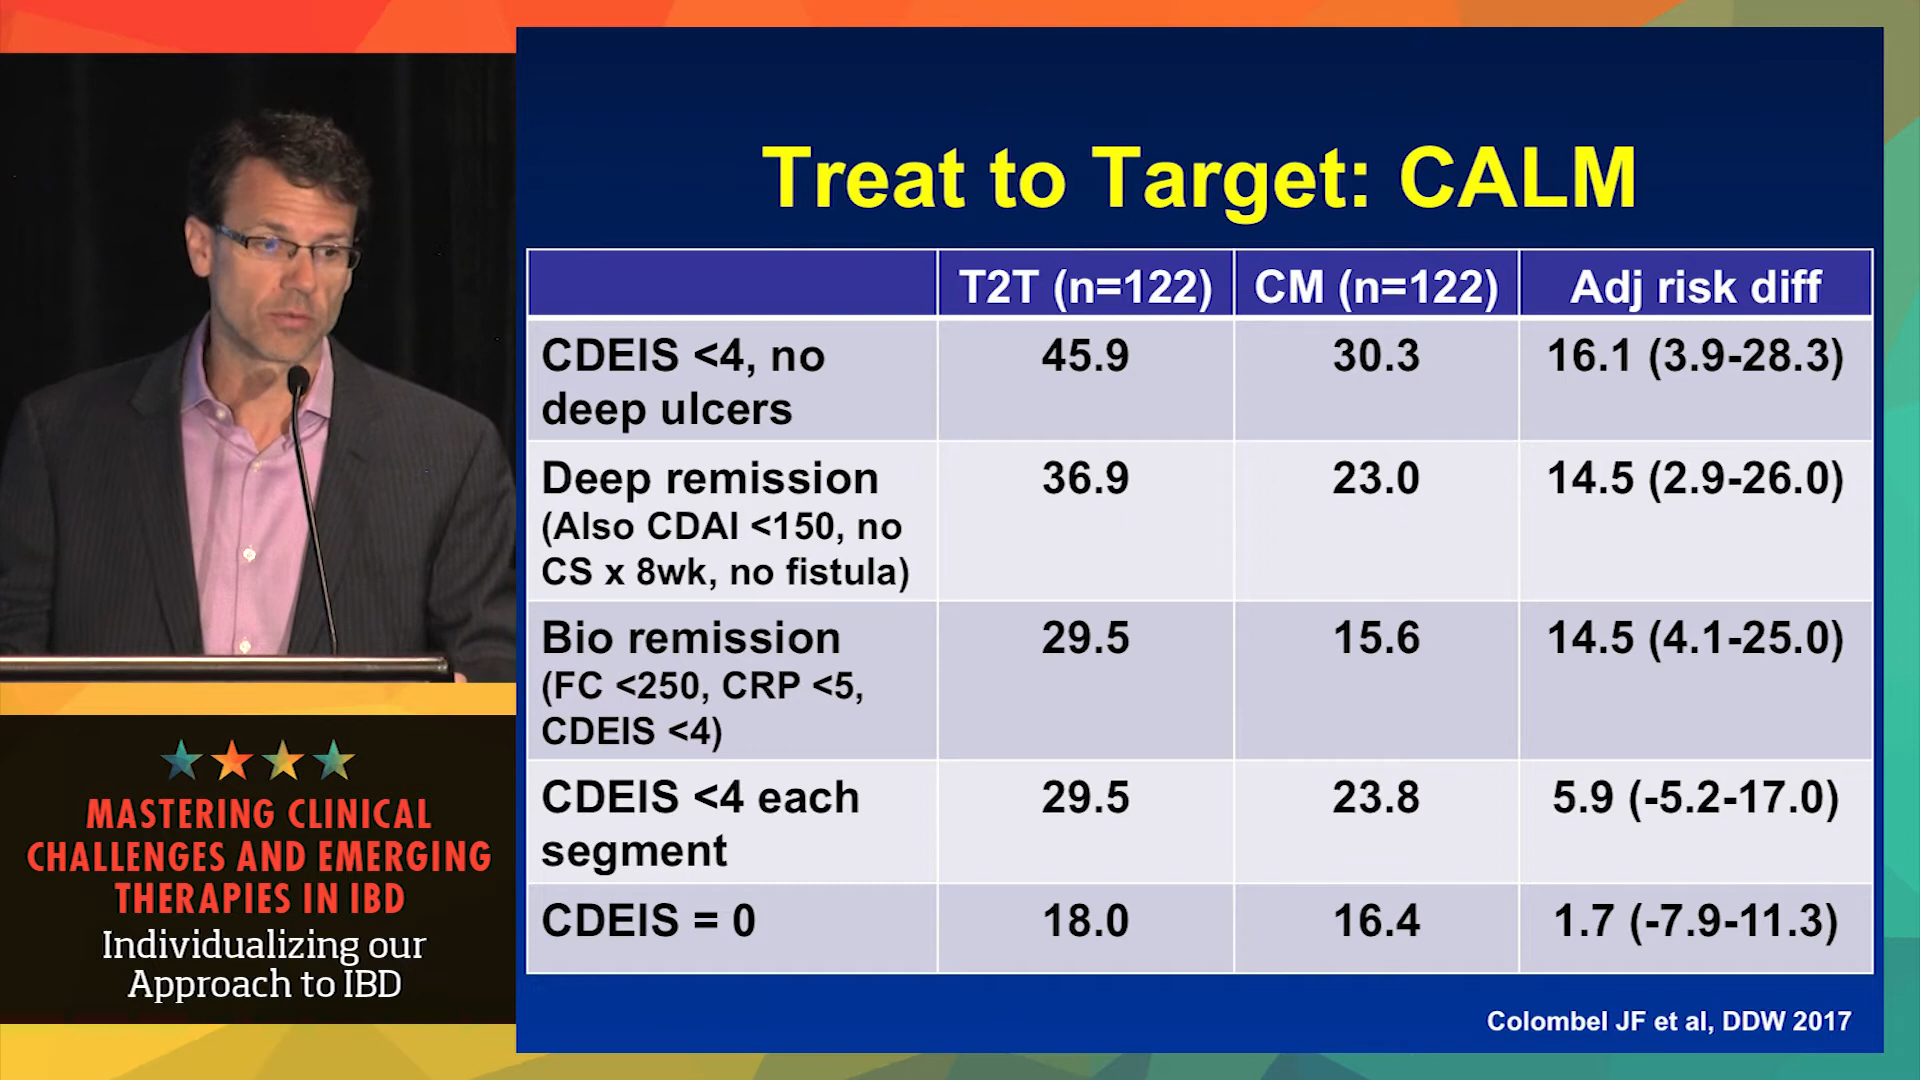 Treat to Target: CALM
T2T (n=122) CM (n=122) Adj risk diff
CDEIS <4, no
deep ulcers
45.9 30.3 16.1 (3.9-28.3)
Deep remission
(Also CDAI <150, no
CS x 8wk, no fistula)
36.9 23.0 14.5 (2.9-26.0)
Bio remission
(FC <250, CRP <5,
CDEIS <4)
29.5 15.6 14.5 (4.1-25.0)
CDEIS <4 each
segment
29.5 23.8 5.9 (-5.2-17.0)
CDEIS = 0 18.0 16.4 1.7 (-7.9-11.3)
Colombel JF et al, DDW 2017
MASTERING CLINICAL
CHALLENGES AND EMERGING
THERAPIES IN IBD
Individualizing our
Approach to IBD